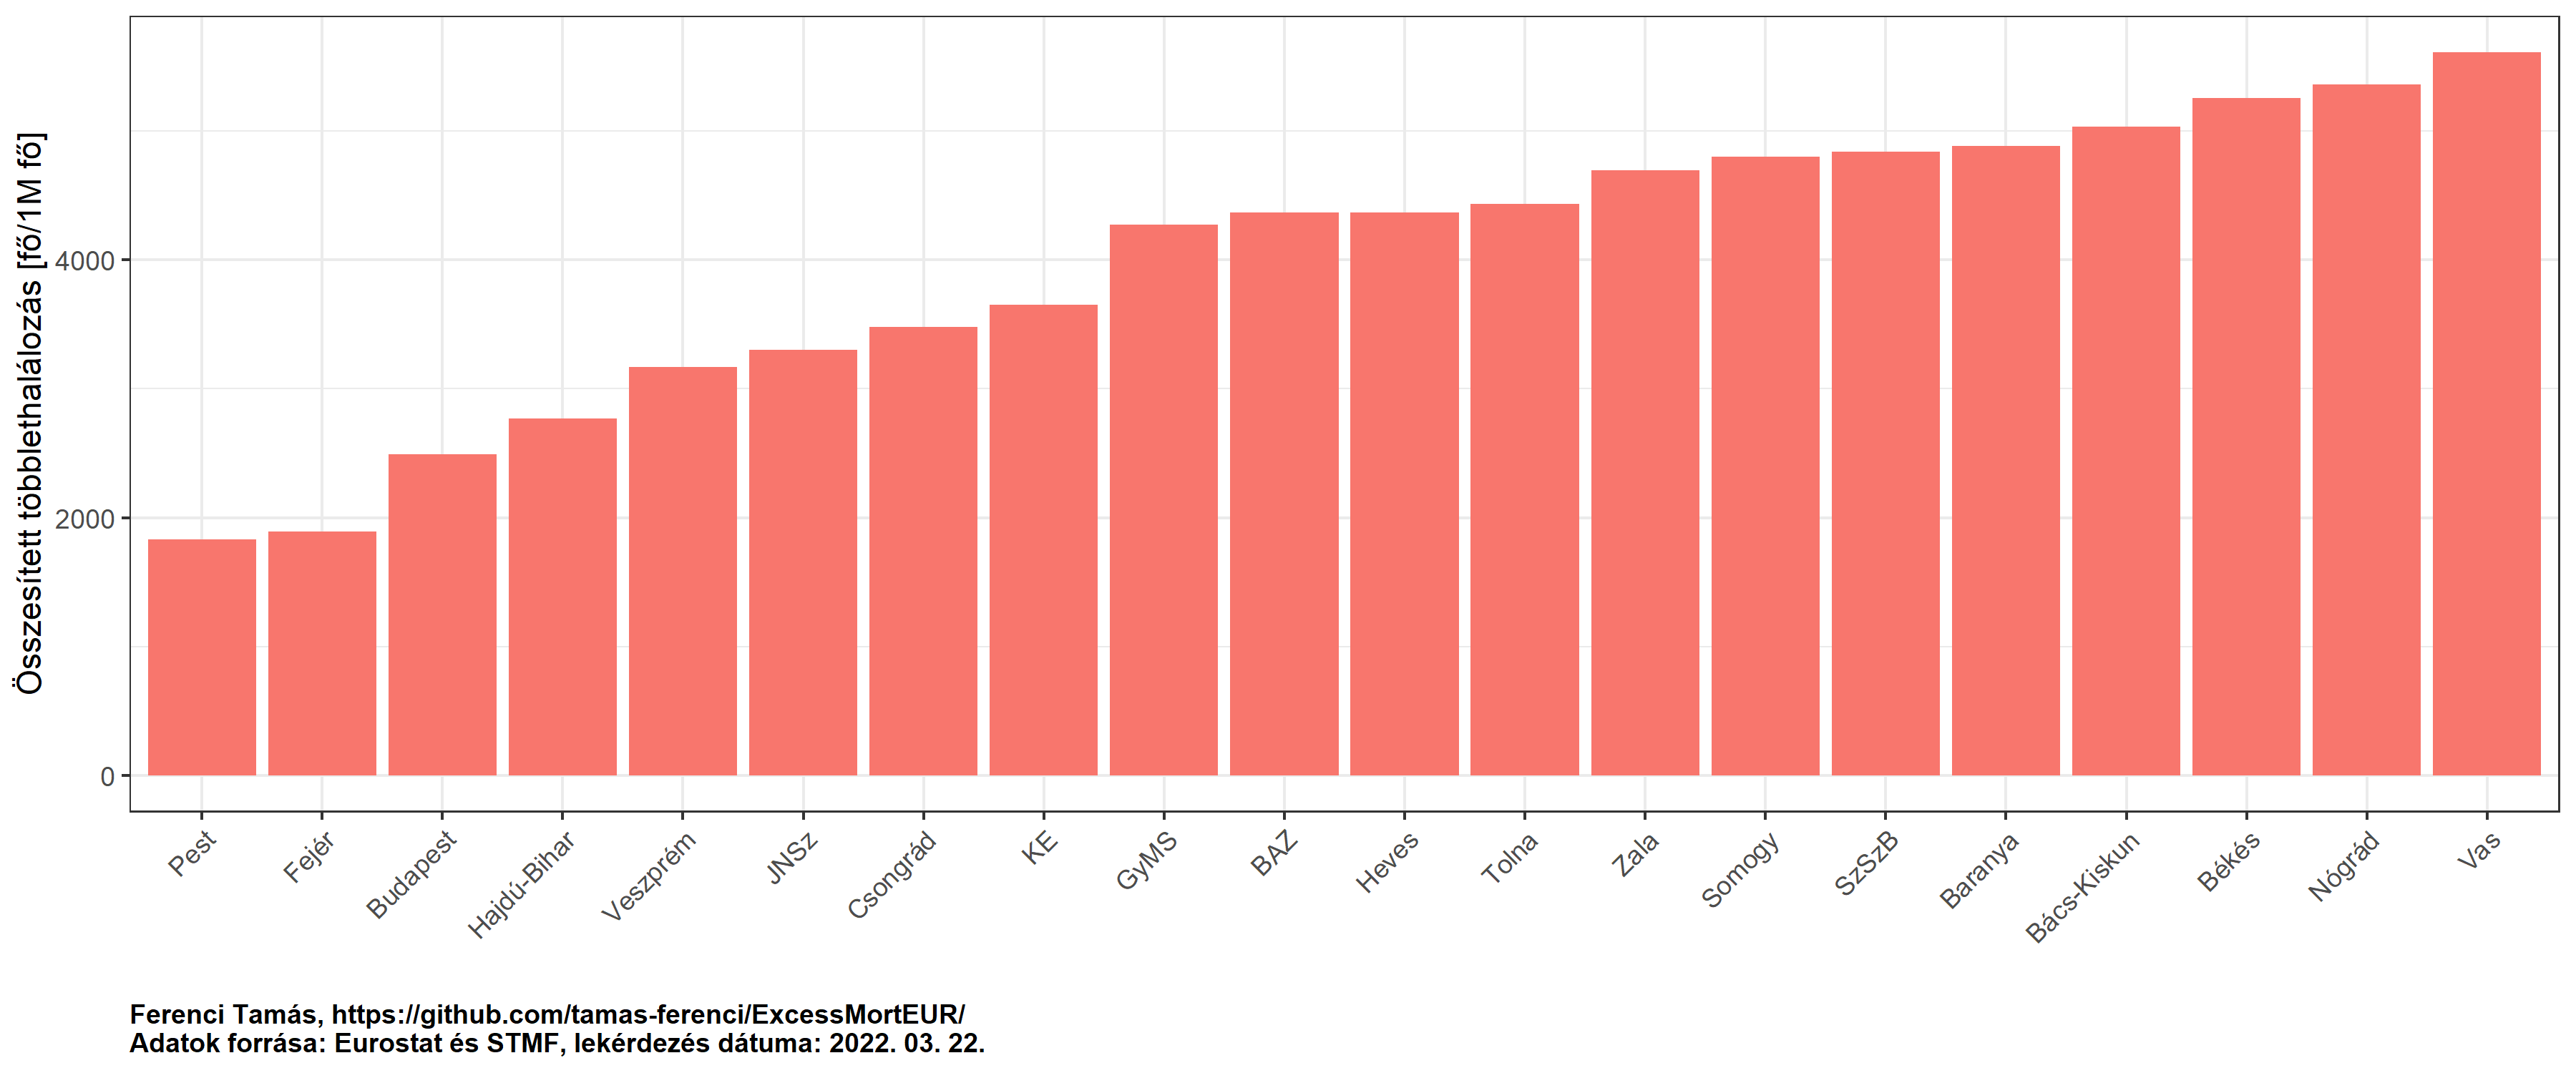 Összesített többlethalálozás [fő/1M fő]
4000
2000
0
Pest
Fejér
Budapest
Hajdú-Bihar
Veszprém
JNSz
Csongrád
KE
GyMS
BAZ
Heves
Tolna
Zala
Somogy
SzSzB
Baranya
Bács-Kiskun
Békés
Nógrád
Vas
Ferenci Tamás, https://github.com/tamas-ferenci/ExcessMortEUR/
Adatok forrása: Eurostat és STMF, lekérdezés dátuma: 2022. 03. 22.